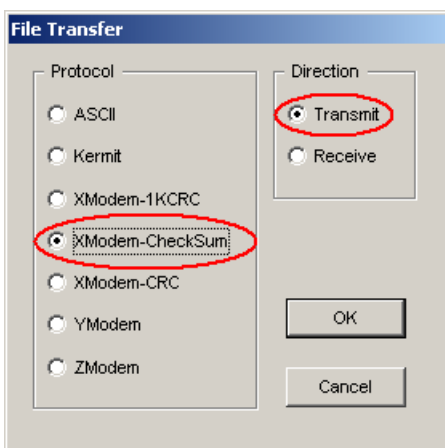 File Transfer
Protocol
ASCII
Kermit
XModem-1KCRC
XModem-CheckSum
XModem-CRC
YModem
ZModem
Direction
Transmit
Receive
OK
Cancel